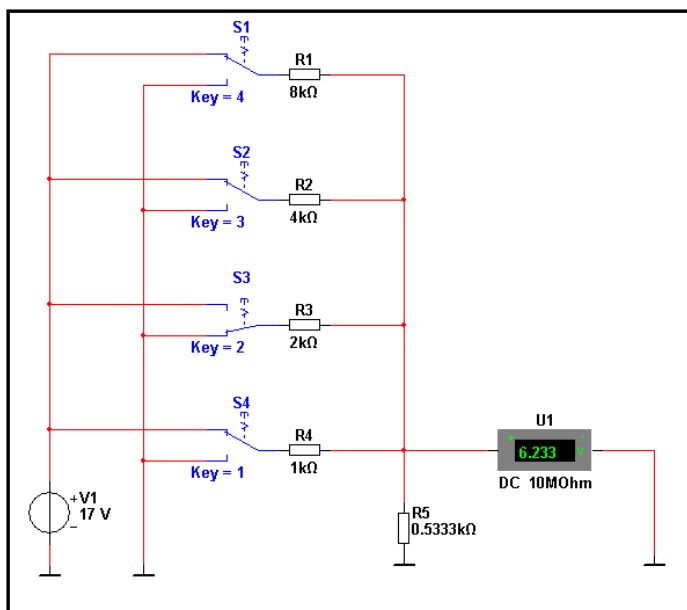 S1
R1
8kΩ
Key = 4
S2
R2
4kΩ
Key = 3
S3
R3
2kΩ
Key = 2
S4
R4
1kΩ
Key = 1
U1
+ -
6.233 V
DC 10MOhm
+ V1
17 V
-
R5
0.5333kΩ